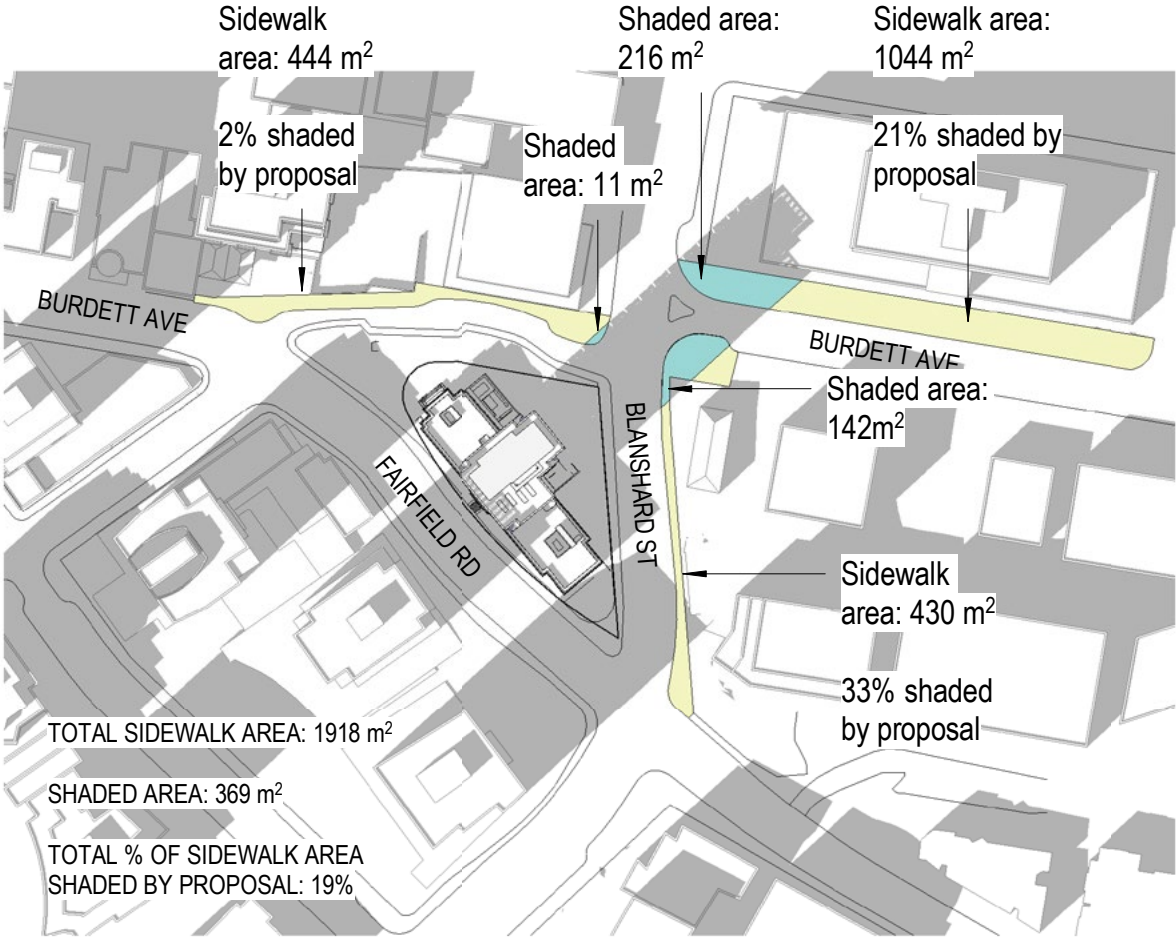 Sidewalk
area: 444 m²
2% shaded
by proposal
Shaded
area: 11 m²
Shaded area:
216 m²
Sidewalk area:
1044 m²
21% shaded by
proposal
BURDETT AVE
BURDETT AVE
Shaded area:
142m²
BLANSHARD ST
FAIRFIELD RD
Sidewalk
area: 430 m²
33% shaded
by proposal
TOTAL SIDEWALK AREA: 1918 m²
SHADED AREA: 369 m²
TOTAL % OF SIDEWALK AREA
SHADED BY PROPOSAL: 19%